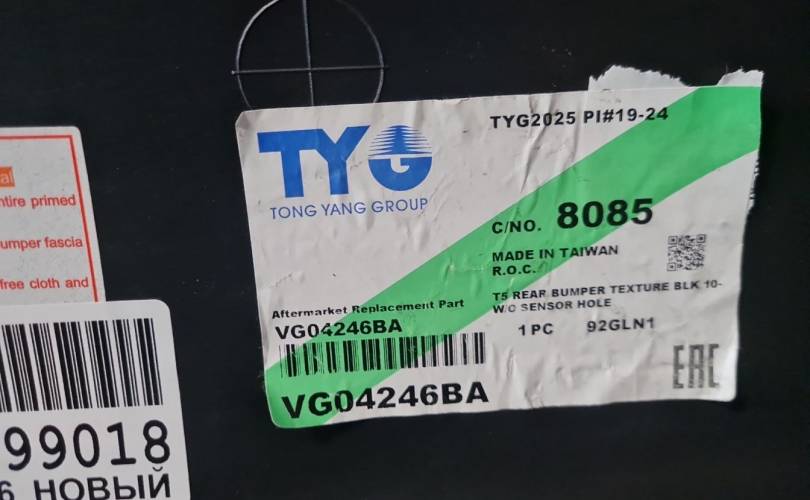 TYG
TONG YANG GROUP
TYG2025 PI#19-24
C/NO. 8085
MADE IN TAIWAN
R.O.C.
T5 REAR BUMPER TEXTURE BLK 10-
W/O SENSOR HOLE
1 PC 92GLN1
Aftermarket Replacement Part
VG04246BA
VG04246BA
EAC
al
ntire primed
umper fascia
free cloth and
99018
6 НОВЫЙ